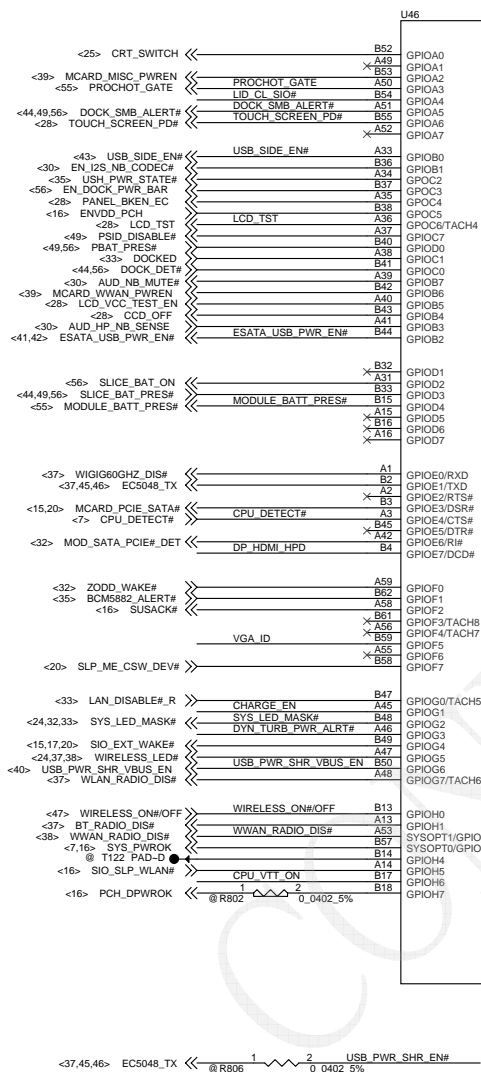 U46
<25> CRT_SWITCH B52 GPIOA0
A49 GPIOA1
<39> MCARD_MISC_PWREN B53 GPIOA2
<55> PROCHOT_GATE PROCHOT_GATE A50 GPIOA3
LID_CL_SIO# B54 GPIOA4
<44,49,56> DOCK_SMB_ALERT# DOCK_SMB_ALERT# A51 GPIOA5
<28> TOUCH_SCREEN_PD# TOUCH_SCREEN_PD# B55 GPIOA6
A52 GPIOA7
<43> USB_SIDE_EN# USB_SIDE_EN# A33 GPIOB0
<30> EN_I2S_NB_CODEC# B36 GPIOB1
<35> USH_PWR_STATE# A34 GPOC2
<56> EN_DOCK_PWR_BAR B37 GPOC3
<28> PANEL_BKEN_EC A35 GPOC4
<16> ENVDD_PCH B38 GPOC5
<28> LCD_TST LCD_TST A36 GPIOC6/TACH4
<49> PSID_DISABLE# A37 GPIOC7
<49,56> PBAT_PRES# B40 GPIOD0
<33> DOCKED A38 GPIOC1
<44,56> DOCK_DET# B41 GPIOC0
<30> AUD_NB_MUTE# A39 GPIOB7
<39> MCARD_WWAN_PWREN B42 GPIOB6
<28> LCD_VCC_TEST_EN A40 GPIOB5
<28> CCD_OFF B43 GPIOB4
<30> AUD_HP_NB_SENSE A41 GPIOB3
<41,42> ESATA_USB_PWR_EN# ESATA_USB_PWR_EN# B44 GPIOB2
B32 GPIOD1
<56> SLICE_BAT_ON A31 GPIOD2
<44,49,56> SLICE_BAT_PRES# B33 GPIOD3
<55> MODULE_BATT_PRES# MODULE_BATT_PRES# B15 GPIOD4
A15 GPIOD5
B16 GPIOD6
A16 GPIOD7
<37> WIGIG60GHZ_DIS# A1 GPIOE0/RXD
<37,45,46> EC5048_TX B2 GPIOE1/TXD
A2 GPIOE2/RTS#
<15,20> MCARD_PCIE_SATA# B3 GPIOE3/DSR#
<7> CPU_DETECT# CPU_DETECT# A3 GPIOE4/CTS#
B45 GPIOE5/DTR#
<32> MOD_SATA_PCIE#_DET A42 GPIOE6/RI#
DP_HDMI_HPD B4 GPIOE7/DCD#
<32> ZODD_WAKE# A59 GPIOF0
<35> BCM5882_ALERT# B62 GPIOF1
<16> SUSACK# A58 GPIOF2
B61 GPIOF3/TACH8
A56 GPIOF4/TACH7
VGA_ID B59 GPIOF5
A55 GPIOF6
<20> SLP_ME_CSW_DEV# B58 GPIOF7
<33> LAN_DISABLE#_R B47 GPIOG0/TACH5
CHARGE_EN A45 GPIOG1
<24,32,33> SYS_LED_MASK# SYS_LED_MASK# B48 GPIOG2
DYN_TURB_PWR_ALRT# A46 GPIOG3
<15,17,20> SIO_EXT_WAKE# B49 GPIOG4
<24,37,38> WIRELESS_LED# A47 GPIOG5
<40> USB_PWR_SHR_VBUS_EN USB_PWR_SHR_VBUS_EN B50 GPIOG6
<37> WLAN_RADIO_DIS# A48 GPIOG7/TACH6
<47> WIRELESS_ON#/OFF WIRELESS_ON#/OFF B13 GPIOH0
<37> BT_RADIO_DIS# A13 GPIOH1
<38> WWAN_RADIO_DIS# WWAN_RADIO_DIS# A53 SYSOPT1/GPIO
<7,16> SYS_PWROK B57 SYSOPT0/GPIO
@ T122 PAD-D B14 GPIOH4
<16> SIO_SLP_WLAN# A14 GPIOH5
CPU_VTT_ON B17 GPIOH6
<16> PCH_DPWROK 1 2 B18 GPIOH7
@R802 0_0402_5%
<37,45,46> EC5048_TX 1 2 USB_PWR_SHR_EN#
@R806 0_0402_5%